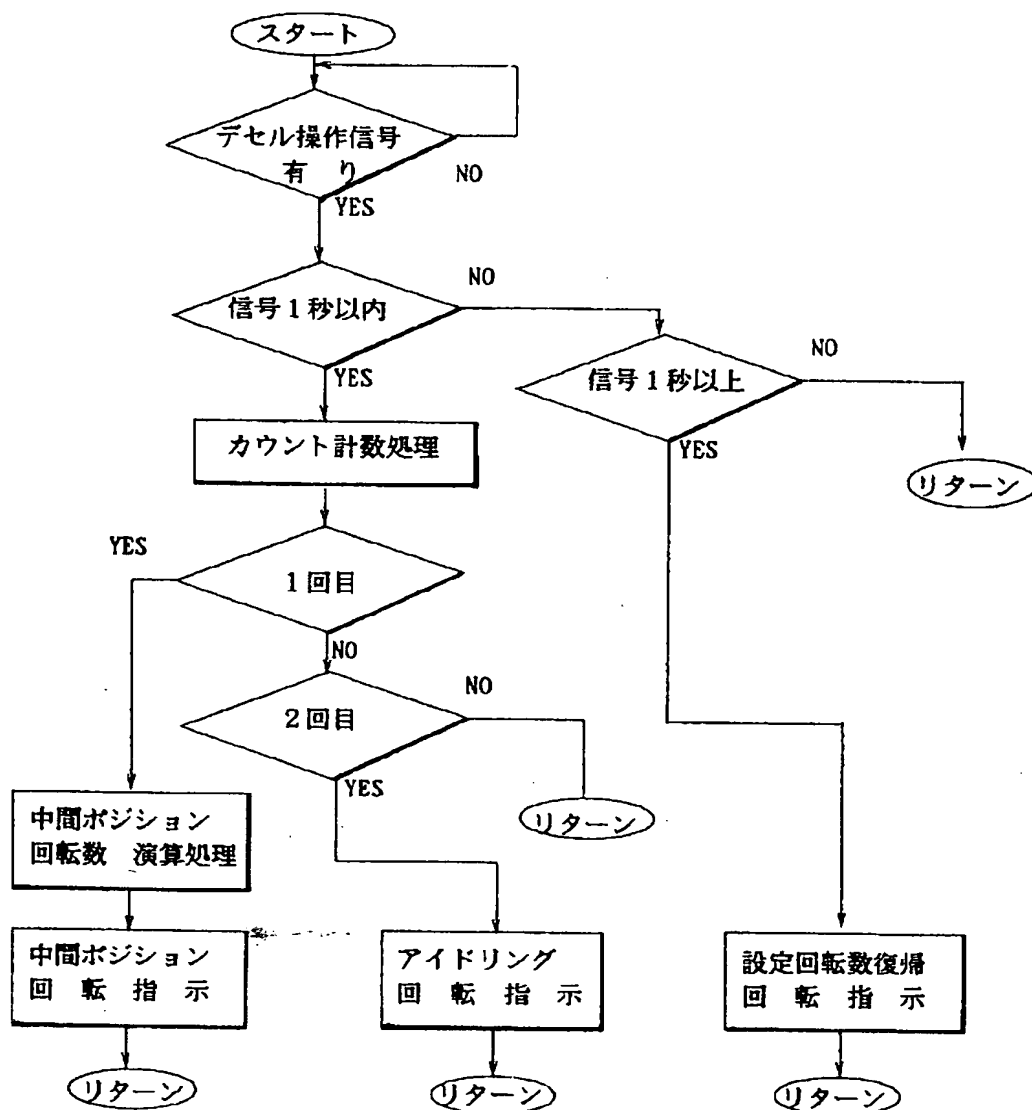 スタート
デセル操作信号
有り
NO
YES
信号1秒以内
NO
YES
信号1秒以上
NO
YES
リターン
カウント計数処理
YES
1回目
NO
2回目
NO
YES
リターン
中間ポジション
回転数 演算処理
中間ポジション
回転指示
アイドリング
回転指示
設定回転数復帰
回転指示
リターン
リターン
リターン